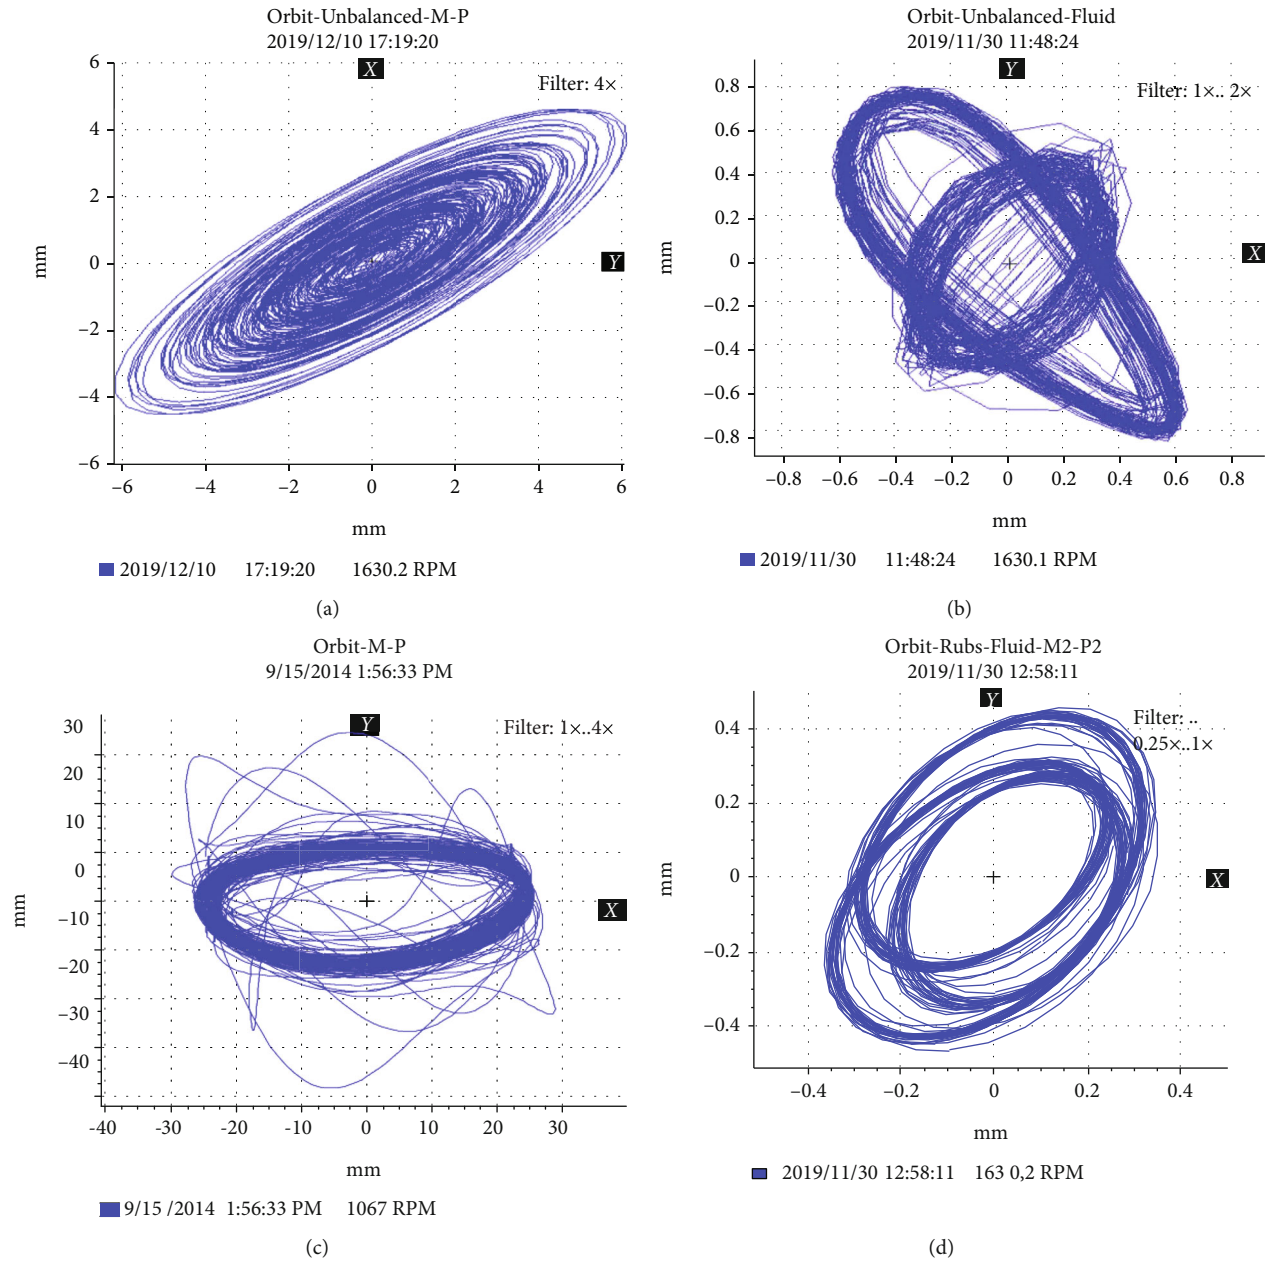 Orbit-Unbalanced-M-P
2019/12/10 17:19:20
X
Filter: 4×
6
4
2
0
–2
–4
–6
mm
Y
–6 –4 –2 0 2 4 6
mm
2019/12/10 17:19:20 1630.2 RPM
(a)
Orbit-Unbalanced-Fluid
2019/11/30 11:48:24
Y
Filter: 1×.. 2×
0.8
0.6
0.4
0.2
0
–0.2
–0.4
–0.6
–0.8
mm
X
–0.8 –0.6 –0.4 –0.2 0 0.2 0.4 0.6 0.8
mm
2019/11/30 11:48:24 1630.1 RPM
(b)
Orbit-M-P
9/15/2014 1:56:33 PM
Y
Filter: 1×..4×
30
20
10
0
–10
–20
–30
–40
mm
X
-40 -30 -20 -10 0 10 20 30
mm
9/15 /2014 1:56:33 PM 1067 RPM
(c)
Orbit-Rubs-Fluid-M2-P2
2019/11/30 12:58:11
Y
Filter: ..
0.25×..1×
0.4
0.2
0
–0.2
–0.4
mm
X
–0.4 –0.2 0 0.2 0.4
mm
2019/11/30 12:58:11 163 0,2 RPM
(d)